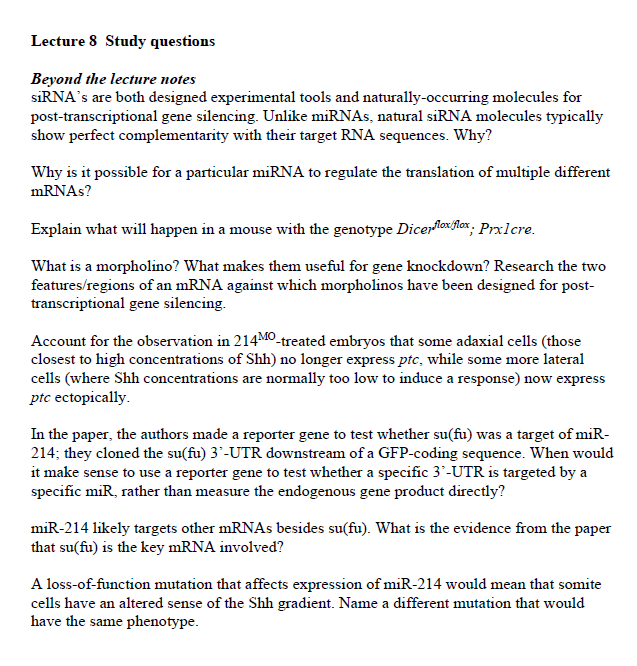 Lecture 8  Study questions
Beyond the lecture notes
siRNA's are both designed experimental tools and naturally-occurring molecules for
post-transcriptional gene silencing. Unlike miRNAs, natural siRNA molecules typically
show perfect complementarity with their target RNA sequences. Why?
Why is it possible for a particular miRNA to regulate the translation of multiple different
mRNAs?
Explain what will happen in a mouse with the genotype Dicerflox/flox; Prx1cre.
What is a morpholino? What makes them useful for gene knockdown? Research the two
features/regions of an mRNA against which morpholinos have been designed for post-
transcriptional gene silencing.
Account for the observation in 214MO-treated embryos that some adaxial cells (those
closest to high concentrations of Shh) no longer express ptc, while some more lateral
cells (where Shh concentrations are normally too low to induce a response) now express
ptc ectopically.
In the paper, the authors made a reporter gene to test whether su(fu) was a target of miR-
214; they cloned the su(fu) 3'-UTR downstream of a GFP-coding sequence. When would
it make sense to use a reporter gene to test whether a specific 3'-UTR is targeted by a
specific miR, rather than measure the endogenous gene product directly?
miR-214 likely targets other mRNAs besides su(fu). What is the evidence from the paper
that su(fu) is the key mRNA involved?
A loss-of-function mutation that affects expression of miR-214 would mean that somite
cells have an altered sense of the Shh gradient. Name a different mutation that would
have the same phenotype.